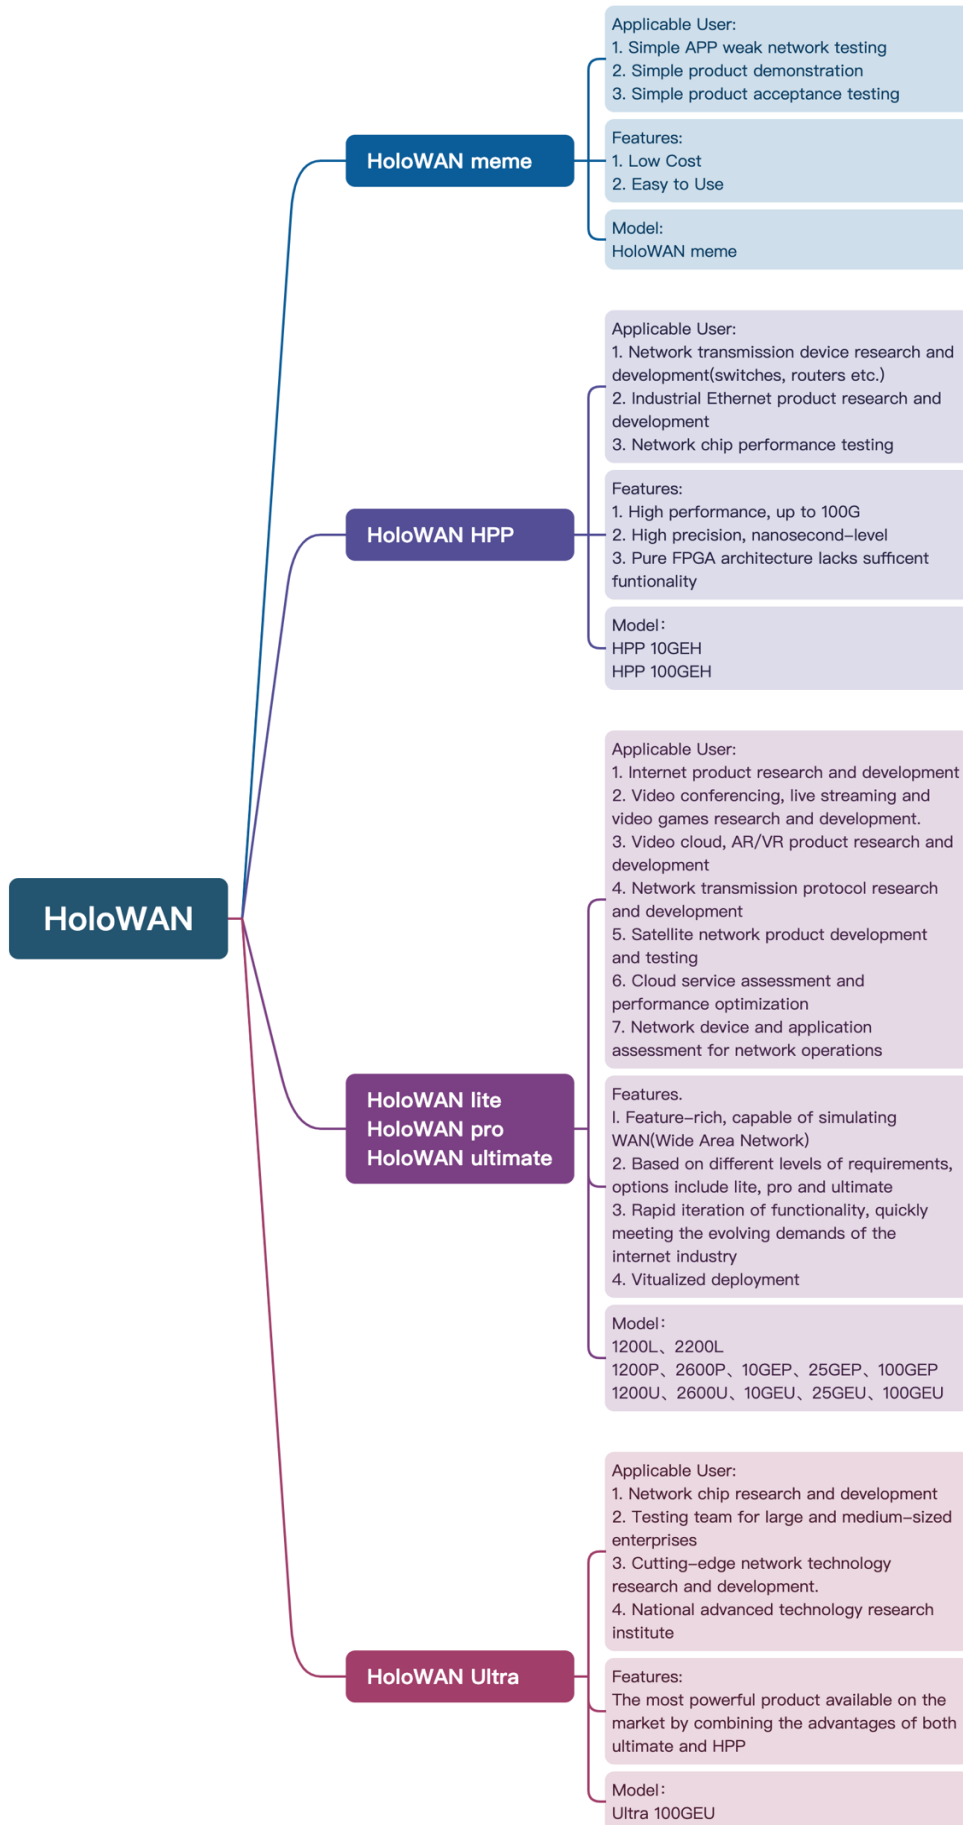 HoloWAN
HoloWAN meme
Applicable User:
1. Simple APP weak network testing
2. Simple product demonstration
3. Simple product acceptance testing
Features:
1. Low Cost
2. Easy to Use
Model:
HoloWAN meme
HoloWAN HPP
Applicable User:
1. Network transmission device research and
development(switches, routers etc.)
2. Industrial Ethernet product research and
development
3. Network chip performance testing
Features:
1. High performance, up to 100G
2. High precision, nanosecond-level
3. Pure FPGA architecture lacks sufficent
funtionality
Model：
HPP 10GEH
HPP 100GEH
HoloWAN lite
HoloWAN pro
HoloWAN ultimate
Applicable User:
1. Internet product research and development
2. Video conferencing, live streaming and
video games research and development.
3. Video cloud, AR/VR product research and
development
4. Network transmission protocol research
and development
5. Satellite network product development
and testing
6. Cloud service assessment and
performance optimization
7. Network device and application
assessment for network operations
Features.
l. Feature-rich, capable of simulating
WAN(Wide Area Network)
2. Based on different levels of requirements,
options include lite, pro and ultimate
3. Rapid iteration of functionality, quickly
meeting the evolving demands of the
internet industry
4. Vitualized deployment
Model：
1200L、2200L
1200P、2600P、10GEP、25GEP、100GEP
1200U、2600U、10GEU、25GEU、100GEU
HoloWAN Ultra
Applicable User:
1. Network chip research and development
2. Testing team for large and medium-sized
enterprises
3. Cutting-edge network technology
research and development.
4. National advanced technology research
institute
Features:
The most powerful product available on the
market by combining the advantages of both
ultimate and HPP
Model：
Ultra 100GEU